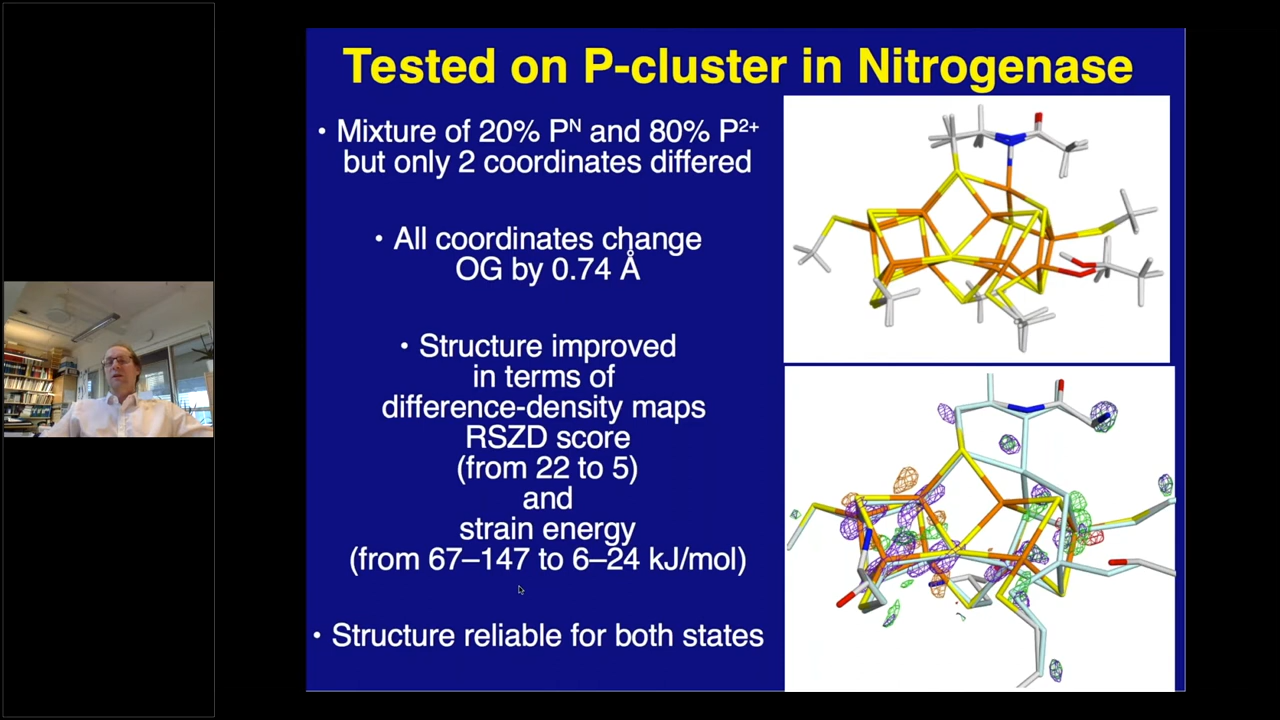 Tested on P-cluster in Nitrogenase
• Mixture of 20% Pᴺ and 80% P²⁺
but only 2 coordinates differed
• All coordinates change
OG by 0.74 Å
• Structure improved
in terms of
difference-density maps
RSZD score
(from 22 to 5)
and
strain energy
(from 67–147 to 6–24 kJ/mol)
• Structure reliable for both states